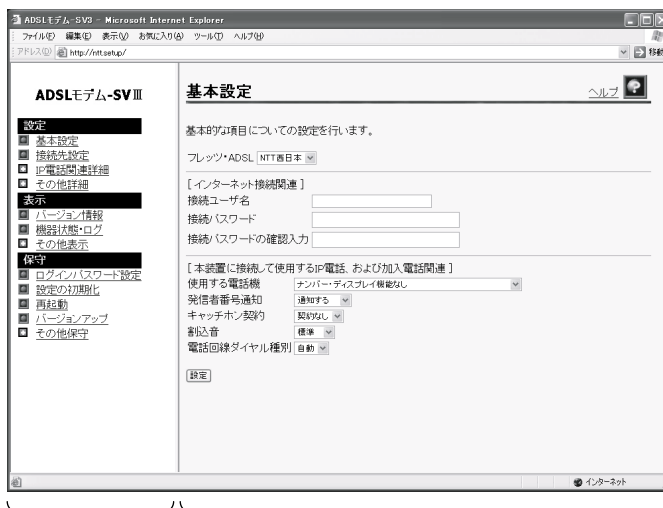 ADSLモデム-SV3 - Microsoft Internet Explorer
ファイル(F) 編集(E) 表示(V) お気に入り(A) ツール(T) ヘルプ(H)
アドレス(D) http://ntt.setup/ 移動
ADSLモデム-SVⅢ
設定
基本設定
接続先設定
IP電話関連詳細
その他詳細
表示
バージョン情報
機器状態・ログ
その他表示
保守
ログインパスワード設定
設定の初期化
再起動
バージョンアップ
その他保守
基本設定
ヘルプ ?
基本的な項目についての設定を行います。
フレッツ・ADSL NTT西日本
[インターネット接続関連]
接続ユーザ名
接続パスワード
接続パスワードの確認入力
[本装置に接続して使用するIP電話、および加入電話関連]
使用する電話機 ナンバー・ディスプレイ機能なし
発信者番号通知 通知する
キャッチホン契約 契約なし
割込音 標準
電話回線ダイヤル種別 自動
設定
インターネット